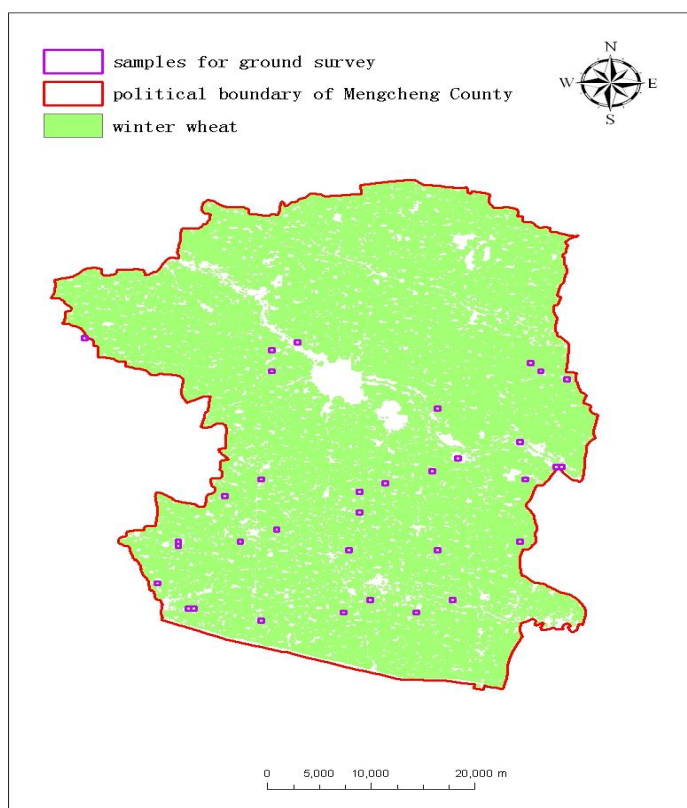 samples for ground survey
political boundary of Mengcheng County
winter wheat
N
W E
S
0 5,000 10,000 20,000 m